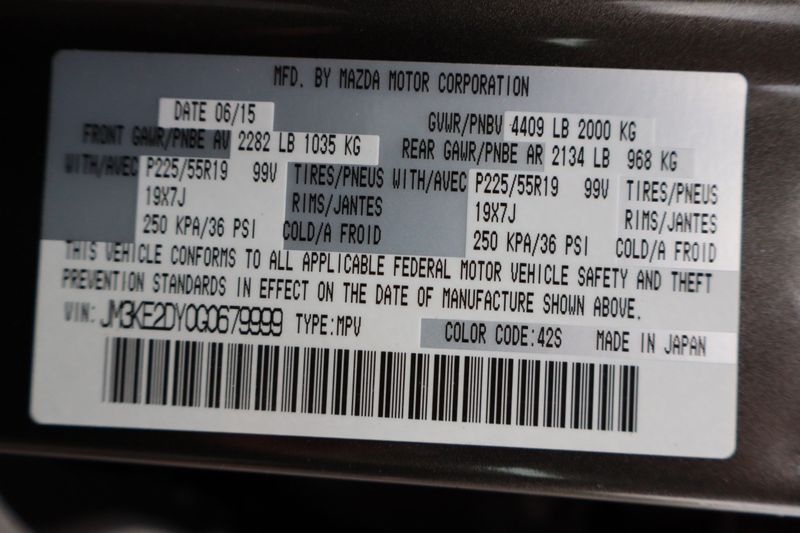 MFD. BY MAZDA MOTOR CORPORATION
DATE 06/15 GVWR/PNBV 4409 LB 2000 KG
FRONT GAWR/PNBE AV 2282 LB 1035 KG REAR GAWR/PNBE AR 2134 LB 968 KG
WITH/AVEC P225/55R19 99V TIRES/PNEUS WITH/AVEC P225/55R19 99V TIRES/PNEUS
19X7J RIMS/JANTES 19X7J RIMS/JANTES
250 KPA/36 PSI COLD/A FROID 250 KPA/36 PSI COLD/A FROID
THIS VEHICLE CONFORMS TO ALL APPLICABLE FEDERAL MOTOR VEHICLE SAFETY AND THEFT
PREVENTION STANDARDS IN EFFECT ON THE DATE OF MANUFACTURE SHOWN ABOVE.
VIN: JM3KE2DY0G0679999 TYPE:MPV COLOR CODE:42S MADE IN JAPAN